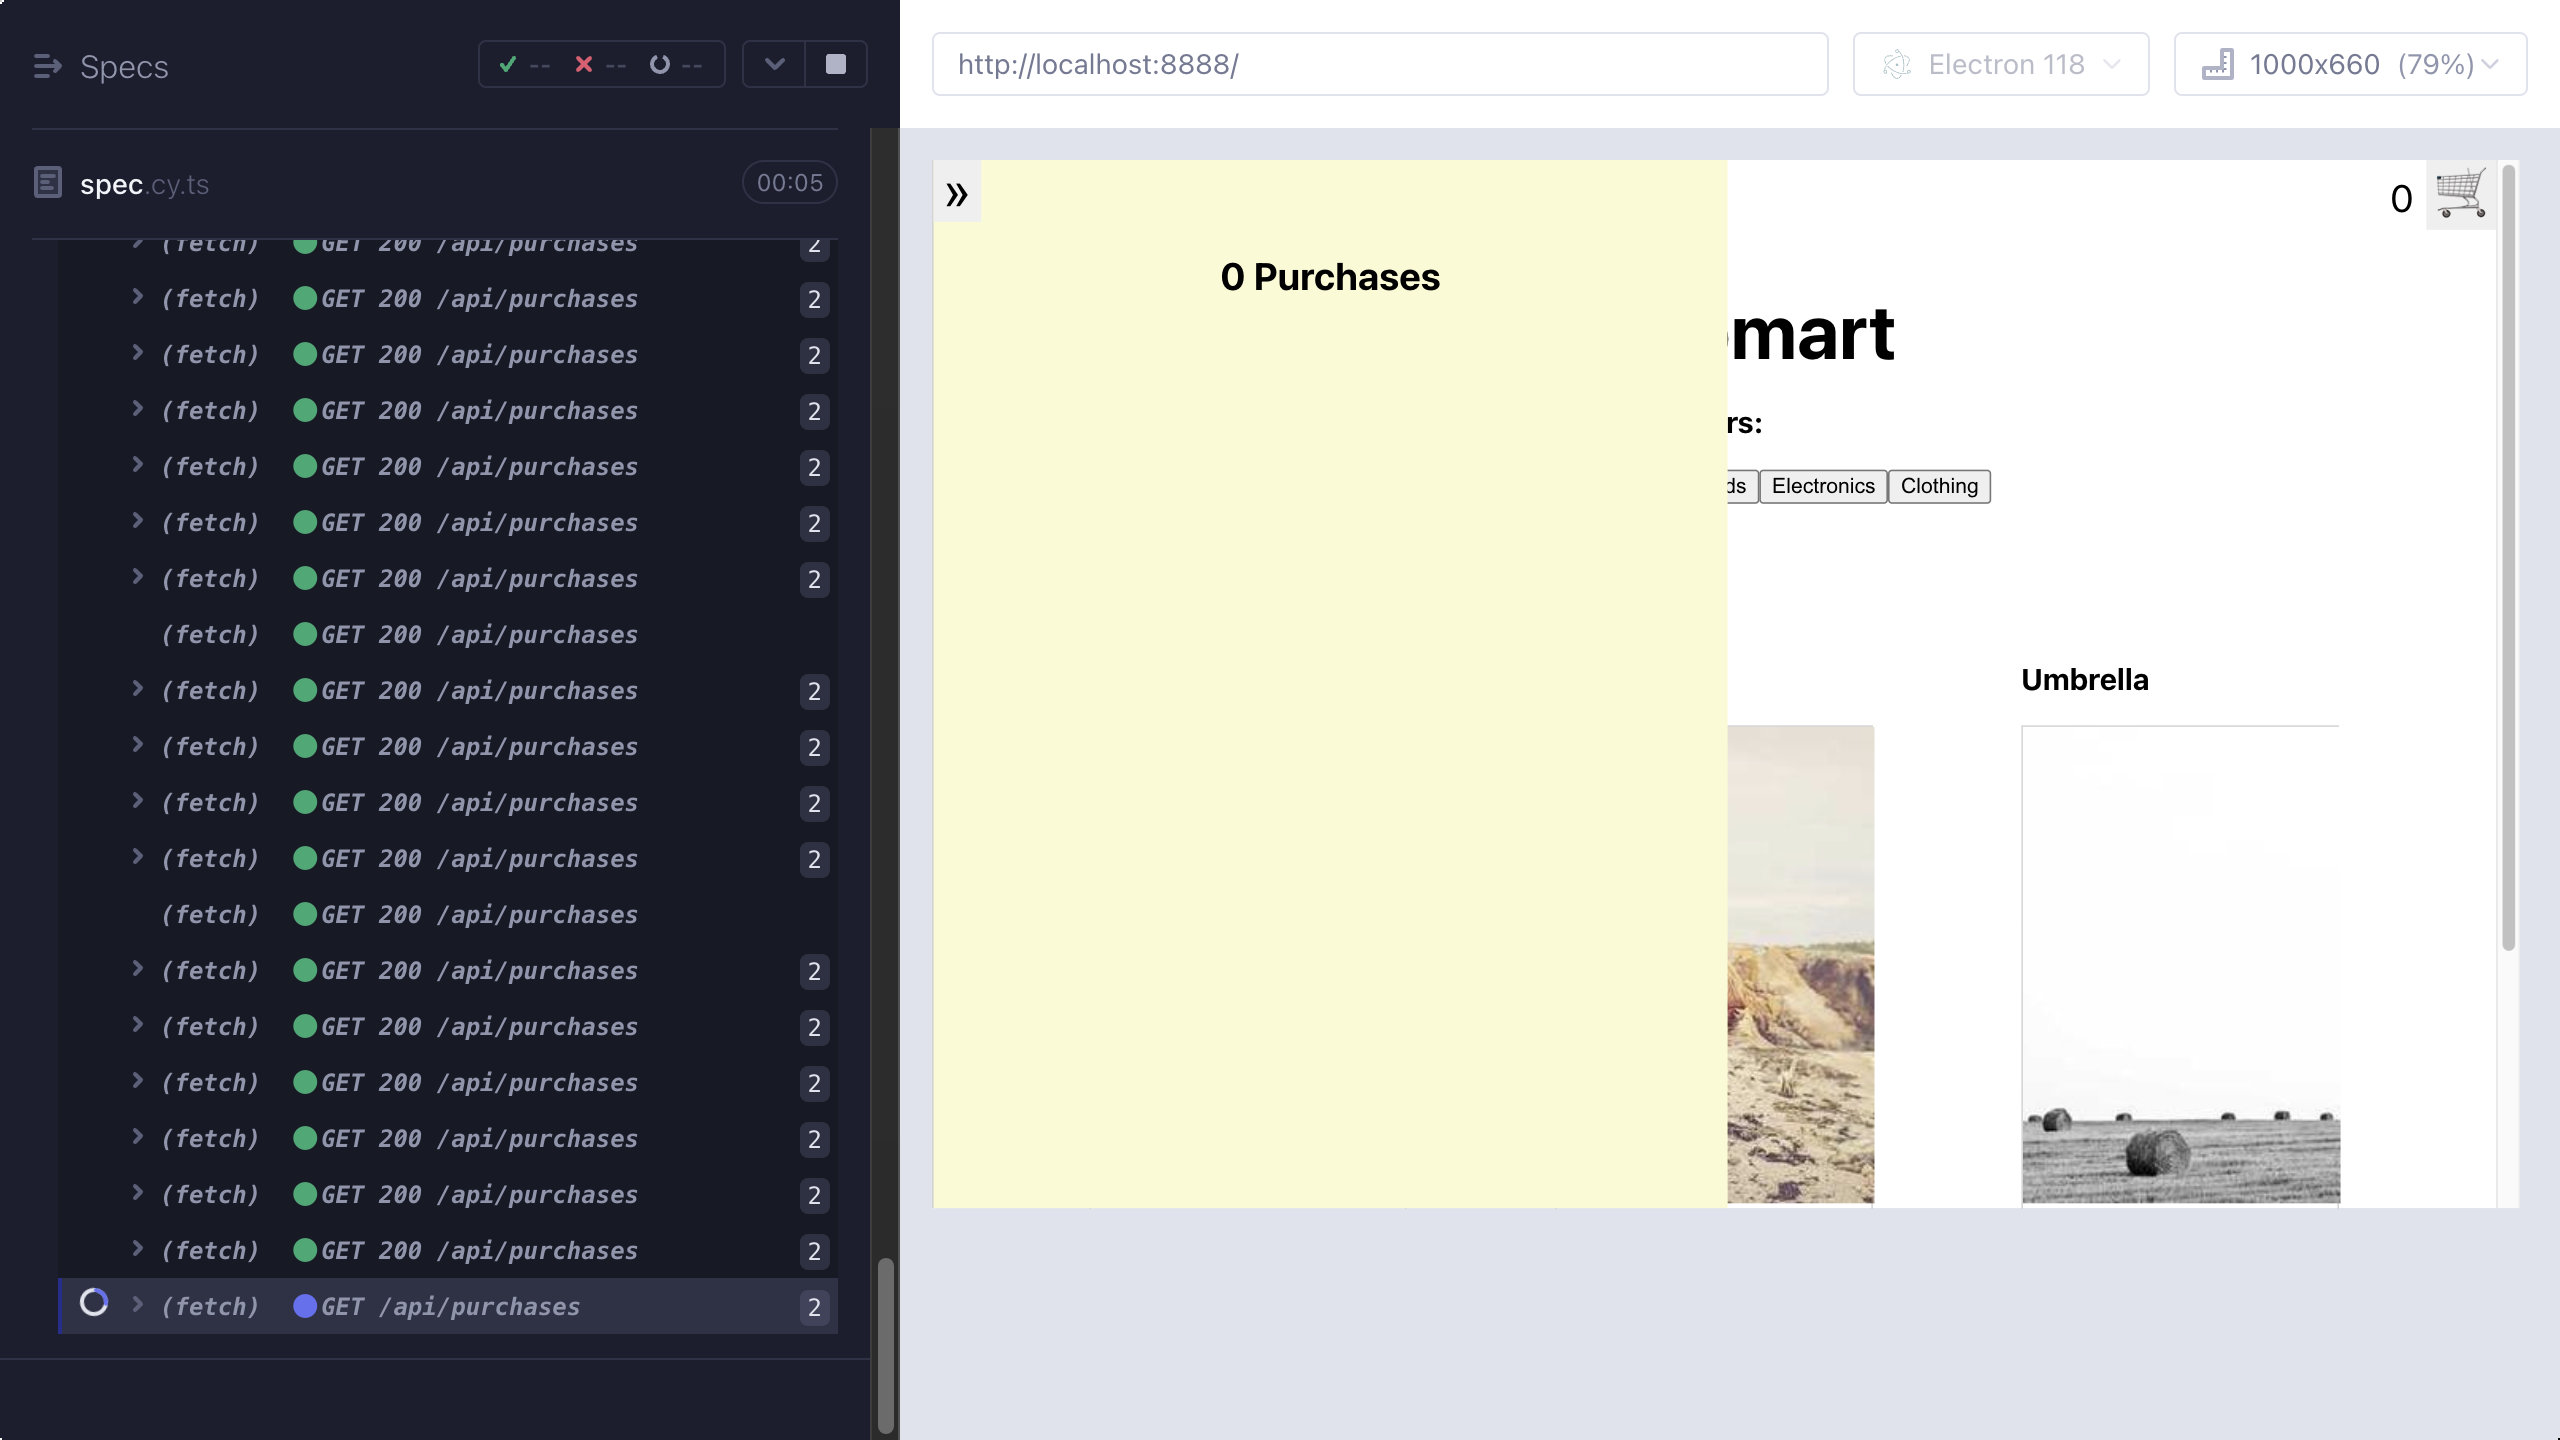 Specs
-- -- --
spec.cy.ts
00:05
(fetch) GET 200 /api/purchases 2
(fetch) GET 200 /api/purchases 2
(fetch) GET 200 /api/purchases 2
(fetch) GET 200 /api/purchases 2
(fetch) GET 200 /api/purchases 2
(fetch) GET 200 /api/purchases 2
(fetch) GET 200 /api/purchases 2
(fetch) GET 200 /api/purchases
(fetch) GET 200 /api/purchases 2
(fetch) GET 200 /api/purchases 2
(fetch) GET 200 /api/purchases 2
(fetch) GET 200 /api/purchases 2
(fetch) GET 200 /api/purchases
(fetch) GET 200 /api/purchases 2
(fetch) GET 200 /api/purchases 2
(fetch) GET 200 /api/purchases 2
(fetch) GET 200 /api/purchases 2
(fetch) GET 200 /api/purchases 2
(fetch) GET 200 /api/purchases 2
(fetch) GET /api/purchases 2
http://localhost:8888/
Electron 118
1000x660 (79%)
»
0
0 Purchases
mart
rs:
ds Electronics Clothing
Umbrella